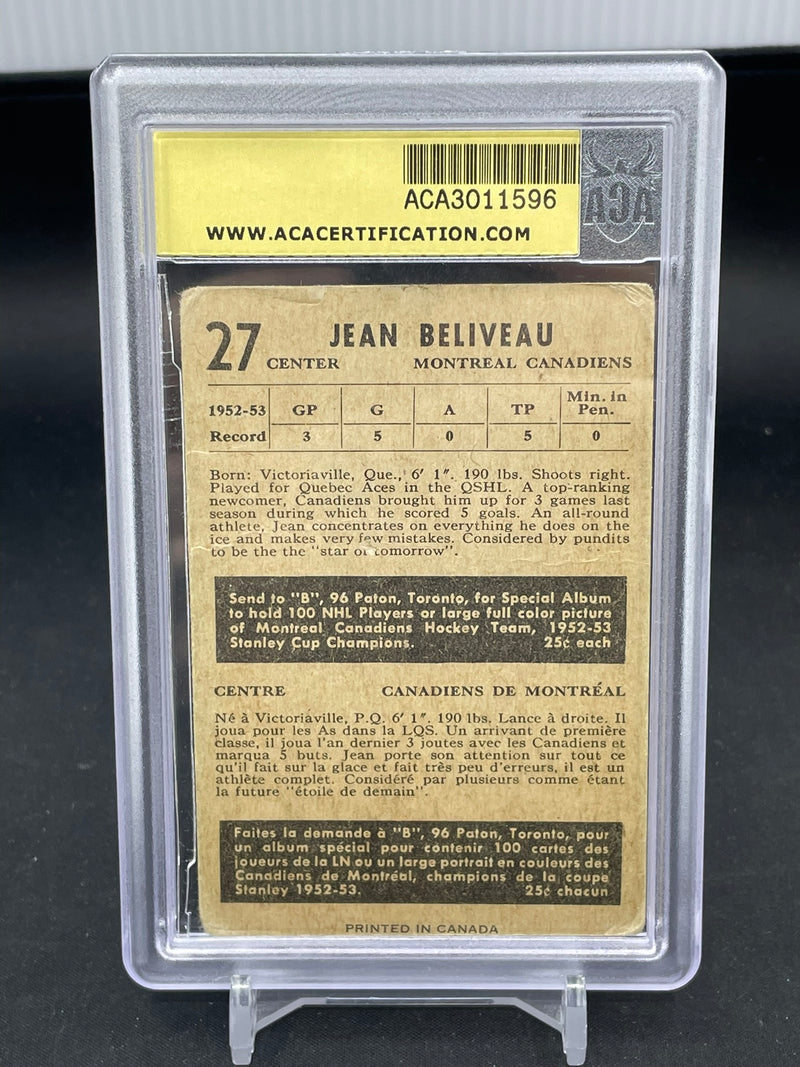 ACA3011596
WWW.ACACERTIFICATION.COM
ACA
27 JEAN BELIVEAU
CENTER MONTREAL CANADIENS
1952-53 GP G A TP Min. in Pen.
Record 3 5 0 5 0
Born: Victoriaville, Que., 6' 1". 190 lbs. Shoots right.
Played for Quebec Aces in the QSHL. A top-ranking
newcomer, Canadiens brought him up for 3 games last
season during which he scored 5 goals. An all-round
athlete, Jean concentrates on everything he does on the
ice and makes very few mistakes. Considered by pundits
to be the the "star of tomorrow".
Send to "B", 96 Paton, Toronto, for Special Album
to hold 100 NHL Players or large full color picture
of Montreal Canadiens Hockey Team, 1952-53
Stanley Cup Champions. 25¢ each
CENTRE CANADIENS DE MONTRÉAL
Né à Victoriaville, P.Q. 6' 1". 190 lbs. Lance à droite. Il
joua pour les As dans la LQS. Un arrivant de première
classe, il joua l'an dernier 3 joutes avec les Canadiens et
marqua 5 buts. Jean porte son attention sur tout ce
qu'il fait sur la glace et fait très peu d'erreurs, il est un
athlète complet. Considéré par plusieurs comme étant
la future "étoile de demain".
Faites la demande à "B", 96 Paton, Toronto, pour
un album spécial pour contenir 100 cartes des
joueurs de la LN ou un large portrait en couleurs des
Canadiens de Montréal, champions de la coupe
Stanley 1952-53. 25¢ chacun
PRINTED IN CANADA